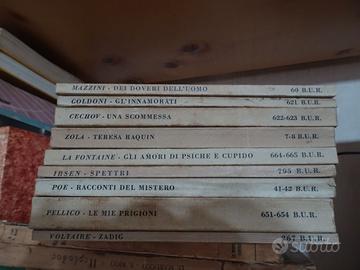 MAZZINI - DEI DOVERI DELL'UOMO 60 B.U.R.
GOLDONI - GL'INNAMORATI 621 B.U.R.
CECHOV - UNA SCOMMESSA 622-623 B.U.R.
ZOLA - TERESA RAQUIN 7-8 B.U.R.
LA FONTAINE - GLI AMORI DI PSICHE E CUPIDO 664-665 B.U.R.
IBSEN - SPETTRI 295 B.U.R.
POE - RACCONTI DEL MISTERO 41-42 B.U.R.
PELLICO - LE MIE PRIGIONI 651-654 B.U.R.
VOLTAIRE - ZADIG 267 B.U.R.
subito